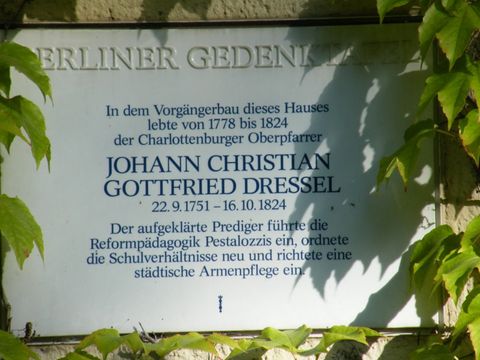 BERLINER GEDENKTAFEL
In dem Vorgängerbau dieses Hauses
lebte von 1778 bis 1824
der Charlottenburger Oberpfarrer
JOHANN CHRISTIAN
GOTTFRIED DRESSEL
22.9.1751 – 16.10.1824
Der aufgeklärte Prediger führte die
Reformpädagogik Pestalozzis ein, ordnete
die Schulverhältnisse neu und richtete eine
städtische Armenpflege ein.